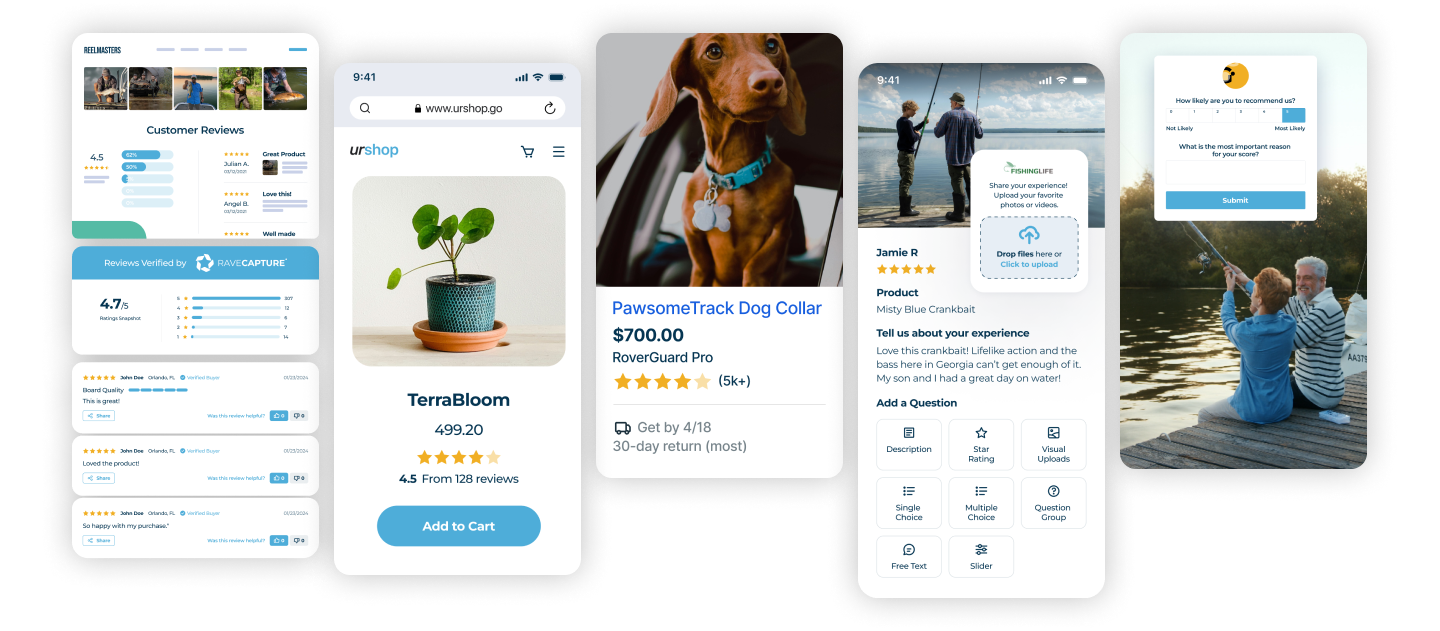 REELMASTERS
Customer Reviews
4.5
62%
50%
Julian A.
03/12/2021
Great Product
Angel B.
03/12/2021
Love this!
Well made
Reviews Verified by RAVECAPTURE
4.7/5
Ratings Snapshot
5 307
4 12
3 6
2 7
1 14
John Doe Orlando, FL Verified Buyer 01/23/2024
Board Quality
This is great!
Share Was this review helpful? 0 0
John Doe Orlando, FL Verified Buyer 01/23/2024
Loved the product!
Share Was this review helpful? 0 0
John Doe Orlando, FL Verified Buyer 01/23/2024
So happy with my purchase."
Share Was this review helpful? 0 0
9:41
www.urshop.go
urshop
TerraBloom
499.20
4.5 From 128 reviews
Add to Cart
PawsomeTrack Dog Collar
$700.00
RoverGuard Pro
(5k+)
Get by 4/18
30-day return (most)
9:41
FISHINGLIFE
Share your experience!
Upload your favorite
photos or videos.
Drop files here or
Click to upload
Jamie R
Product
Misty Blue Crankbait
Tell us about your experience
Love this crankbait! Lifelike action and the
bass here in Georgia can't get enough of it.
My son and I had a great day on water!
Add a Question
Description
Star
Rating
Visual
Uploads
Single
Choice
Multiple
Choice
Question
Group
Free Text
Slider
How likely are you to recommend us?
0 1 2 3 4 5
Not Likely Most Likely
What is the most important reason
for your score?
Submit
AA379